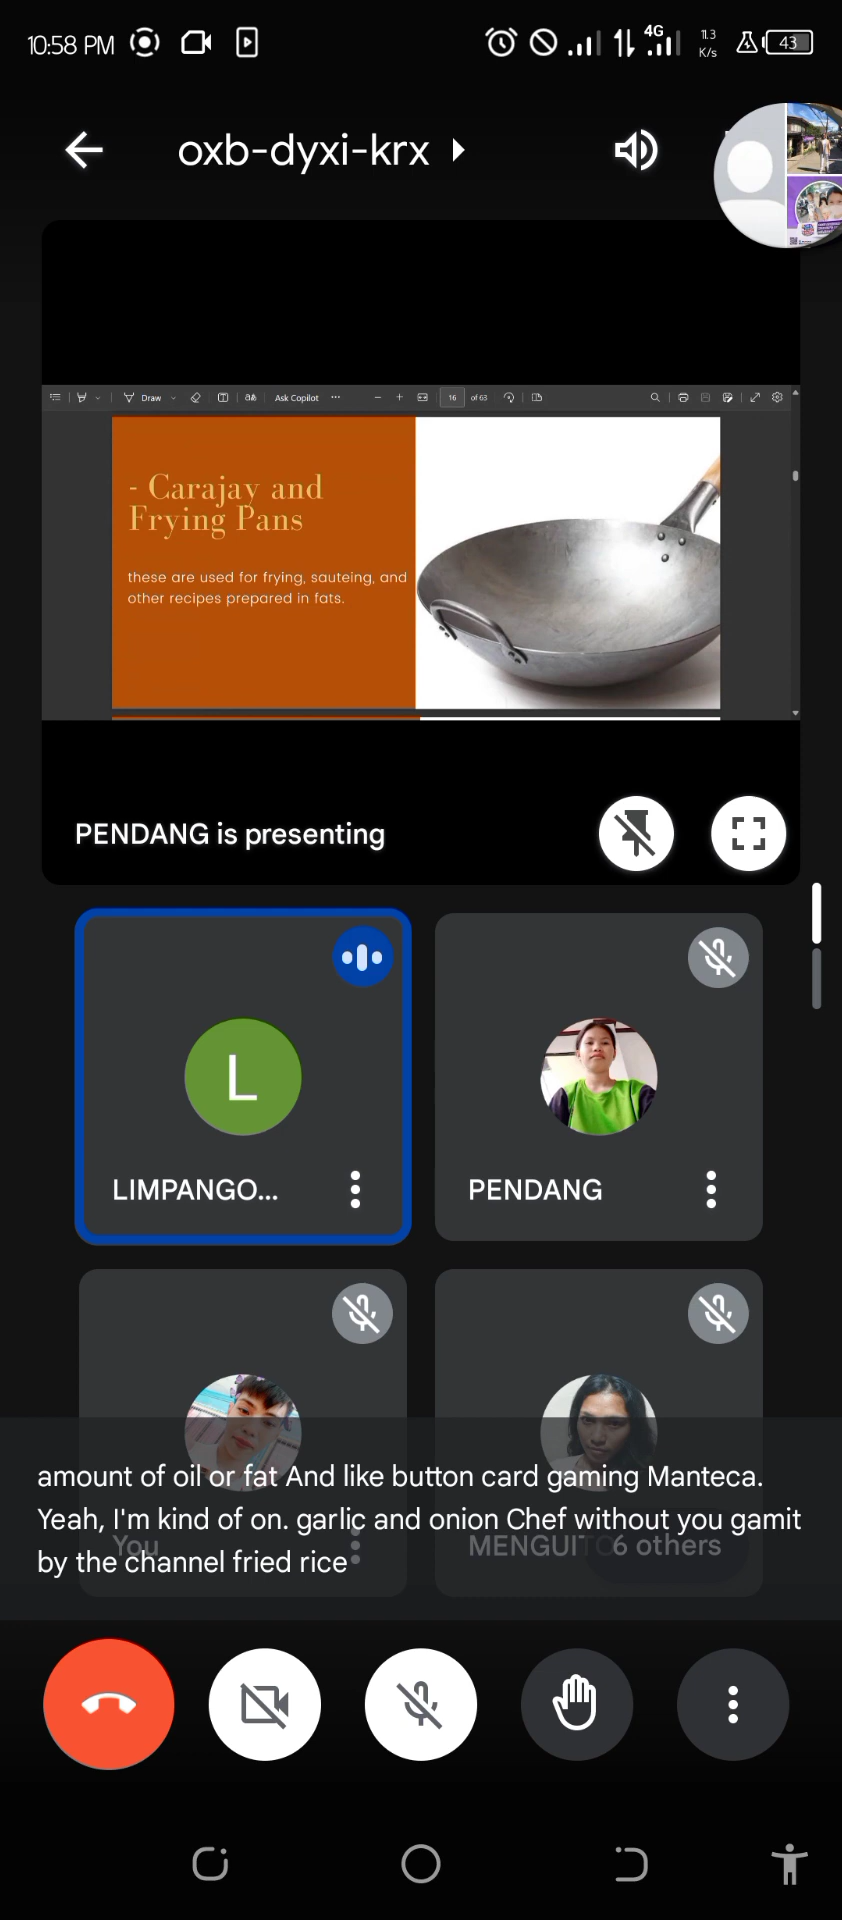 10:58 PM
4G
11.3
K/s
43
oxb-dyxi-krx
Draw
aあ
Ask Copilot
16
of 63
- Carajay and
Frying Pans
these are used for frying, sauteing, and
other recipes prepared in fats.
PENDANG is presenting
L
LIMPANGO...
PENDANG
amount of oil or fat And like button card gaming Manteca.
Yeah, I'm kind of on. garlic and onion Chef without you gamit
by the channel fried rice
You
6 others